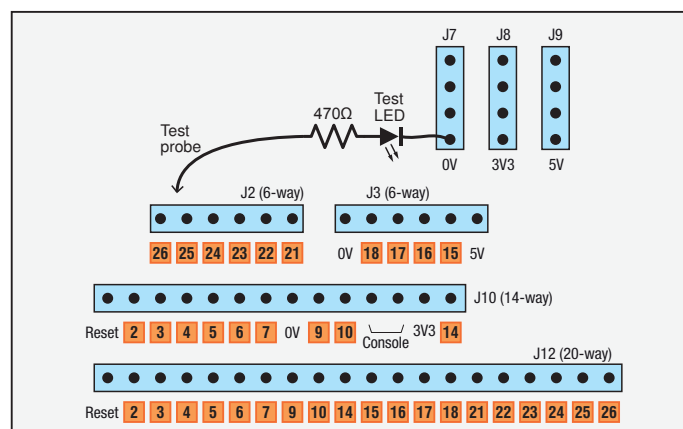 J7 J8 J9
Test
LED
470Ω
Test
probe
0V 3V3 5V
J2 (6-way) J3 (6-way)
26 25 24 23 22 21 0V 18 17 16 15 5V
J10 (14-way)
Reset 2 3 4 5 6 7 0V 9 10 Console 3V3 14
J12 (20-way)
Reset 2 3 4 5 6 7 9 10 14 15 16 17 18 21 22 23 24 25 26